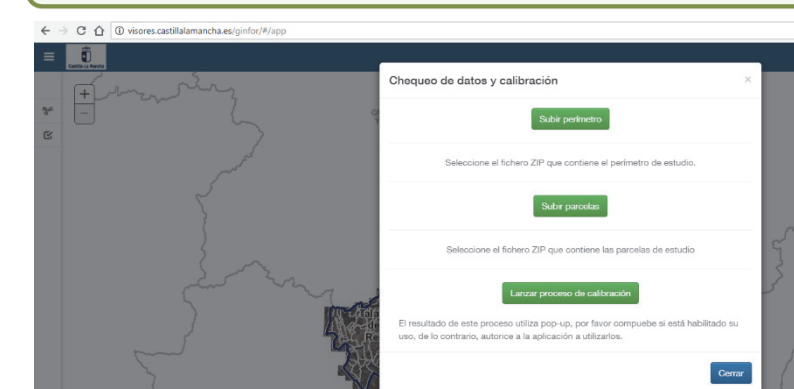 visores.castillalamancha.es/ginfor/#/app
Castilla-La Mancha
Chequeo de datos y calibración
×
+
−
Subir perímetro
Seleccione el fichero ZIP que contiene el perímetro de estudio.
Subir parcelas
Seleccione el fichero ZIP que contiene las parcelas de estudio
Lanzar proceso de calibración
El resultado de este proceso utiliza pop-up, por favor compuebe si está habilitado su
uso, de lo contrario, autorice a la aplicación a utilizarlos.
Cerrar